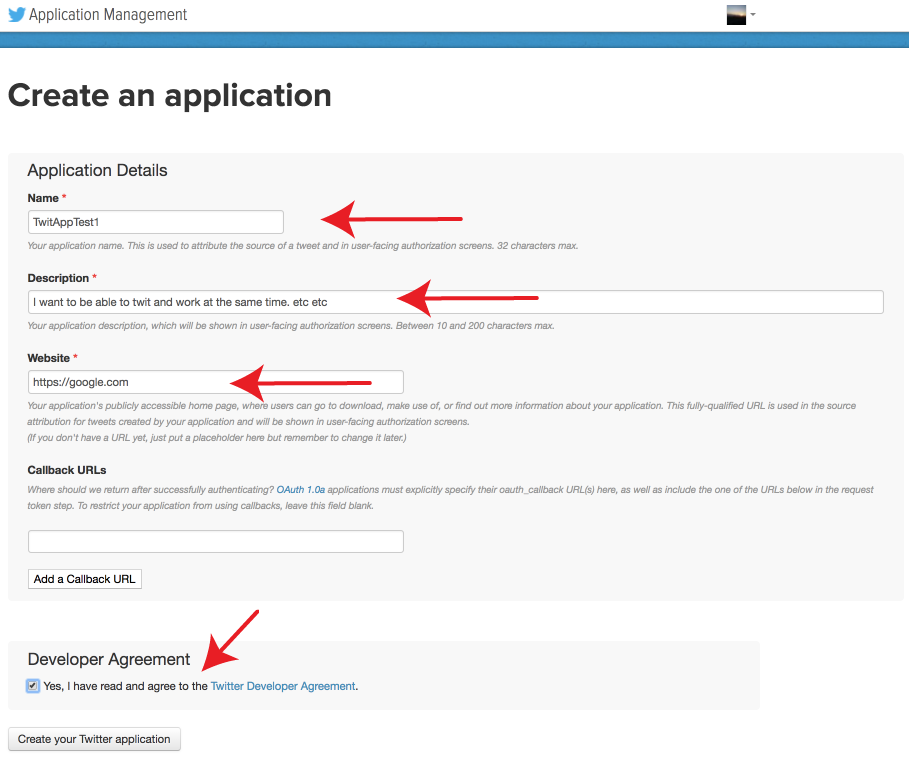 Application Management
Create an application
Application Details
Name *
TwitAppTest1
Your application name. This is used to attribute the source of a tweet and in user-facing authorization screens. 32 characters max.
Description *
I want to be able to twit and work at the same time. etc etc
Your application description, which will be shown in user-facing authorization screens. Between 10 and 200 characters max.
Website *
https://google.com
Your application's publicly accessible home page, where users can go to download, make use of, or find out more information about your application. This fully-qualified URL is used in the source
attribution for tweets created by your application and will be shown in user-facing authorization screens.
(If you don't have a URL yet, just put a placeholder here but remember to change it later.)
Callback URLs
Where should we return after successfully authenticating? OAuth 1.0a applications must explicitly specify their oauth_callback URL(s) here, as well as include the one of the URLs below in the request
token step. To restrict your application from using callbacks, leave this field blank.
Add a Callback URL
Developer Agreement
Yes, I have read and agree to the Twitter Developer Agreement.
Create your Twitter application